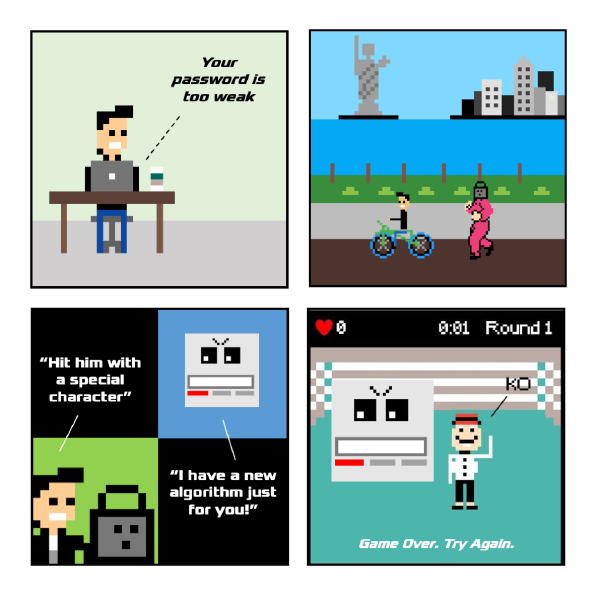 Your
password is
too weak
“Hit him with
a special
character”
“I have a new
algorithm just
for you!”
0 0:01 Round 1
KO
Game Over. Try Again.